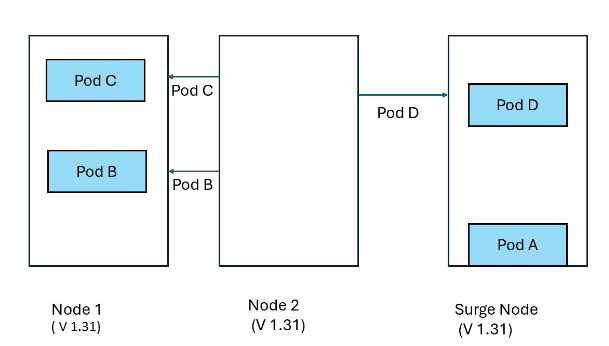 Pod C
Pod B
Pod C
Pod B
Pod D
Pod D
Pod A
Node 1
( V 1.31)
Node 2
(V 1.31)
Surge Node
(V 1.31)